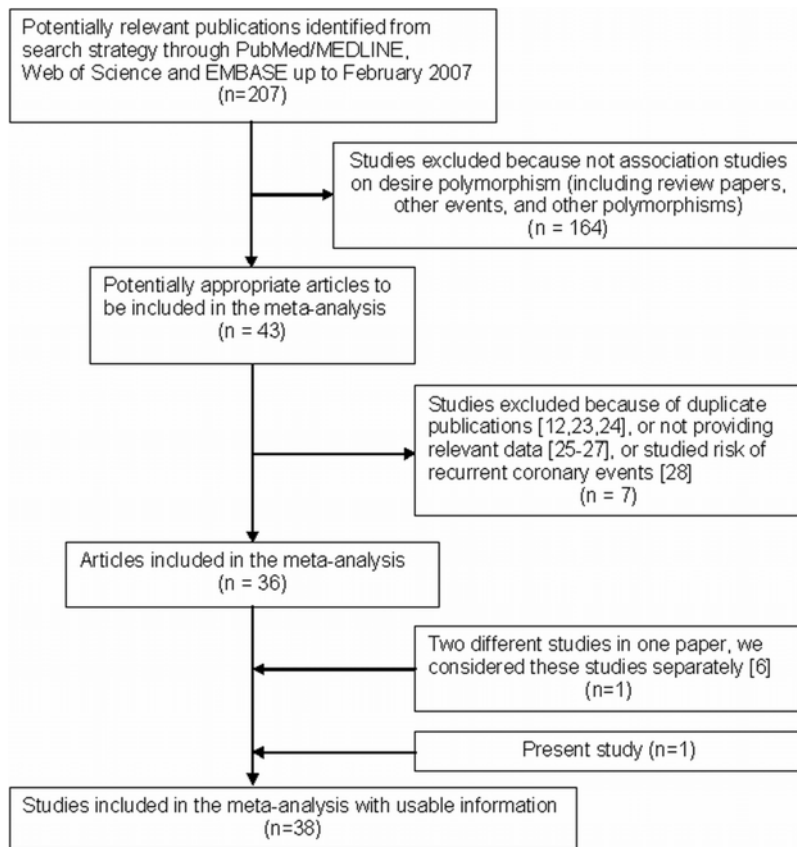 Potentially relevant publications identified from
search strategy through PubMed/MEDLINE,
Web of Science and EMBASE up to February 2007
(n=207)
Studies excluded because not association studies
on desire polymorphism (including review papers,
other events, and other polymorphisms)
(n = 164)
Potentially appropriate articles to
be included in the meta-analysis
(n = 43)
Studies excluded because of duplicate
publications [12,23,24], or not providing
relevant data [25-27], or studied risk of
recurrent coronary events [28]
(n = 7)
Articles included in the meta-analysis
(n = 36)
Two different studies in one paper, we
considered these studies separately [6]
(n=1)
Present study (n=1)
Studies included in the meta-analysis with usable information
(n=38)